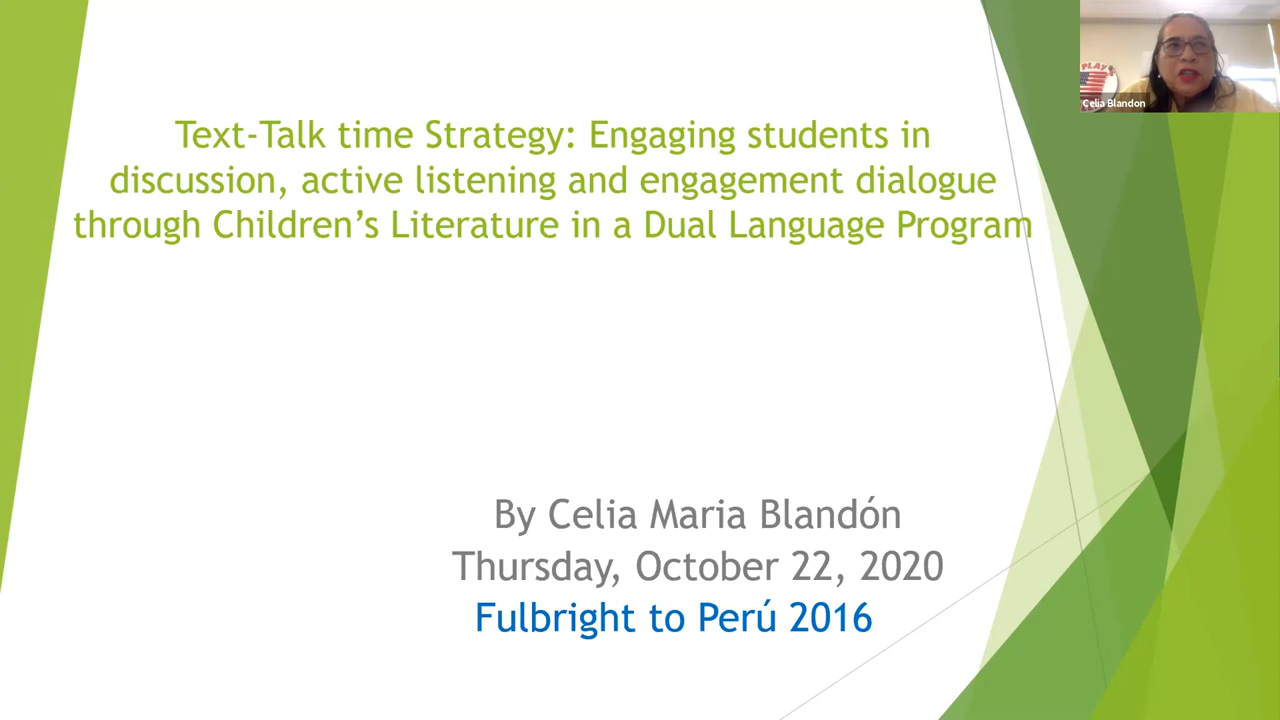 Text-Talk time Strategy: Engaging students in
discussion, active listening and engagement dialogue
through Children's Literature in a Dual Language Program
By Celia Maria Blandón
Thursday, October 22, 2020
Fulbright to Perú 2016
PLAY
Celia Blandon